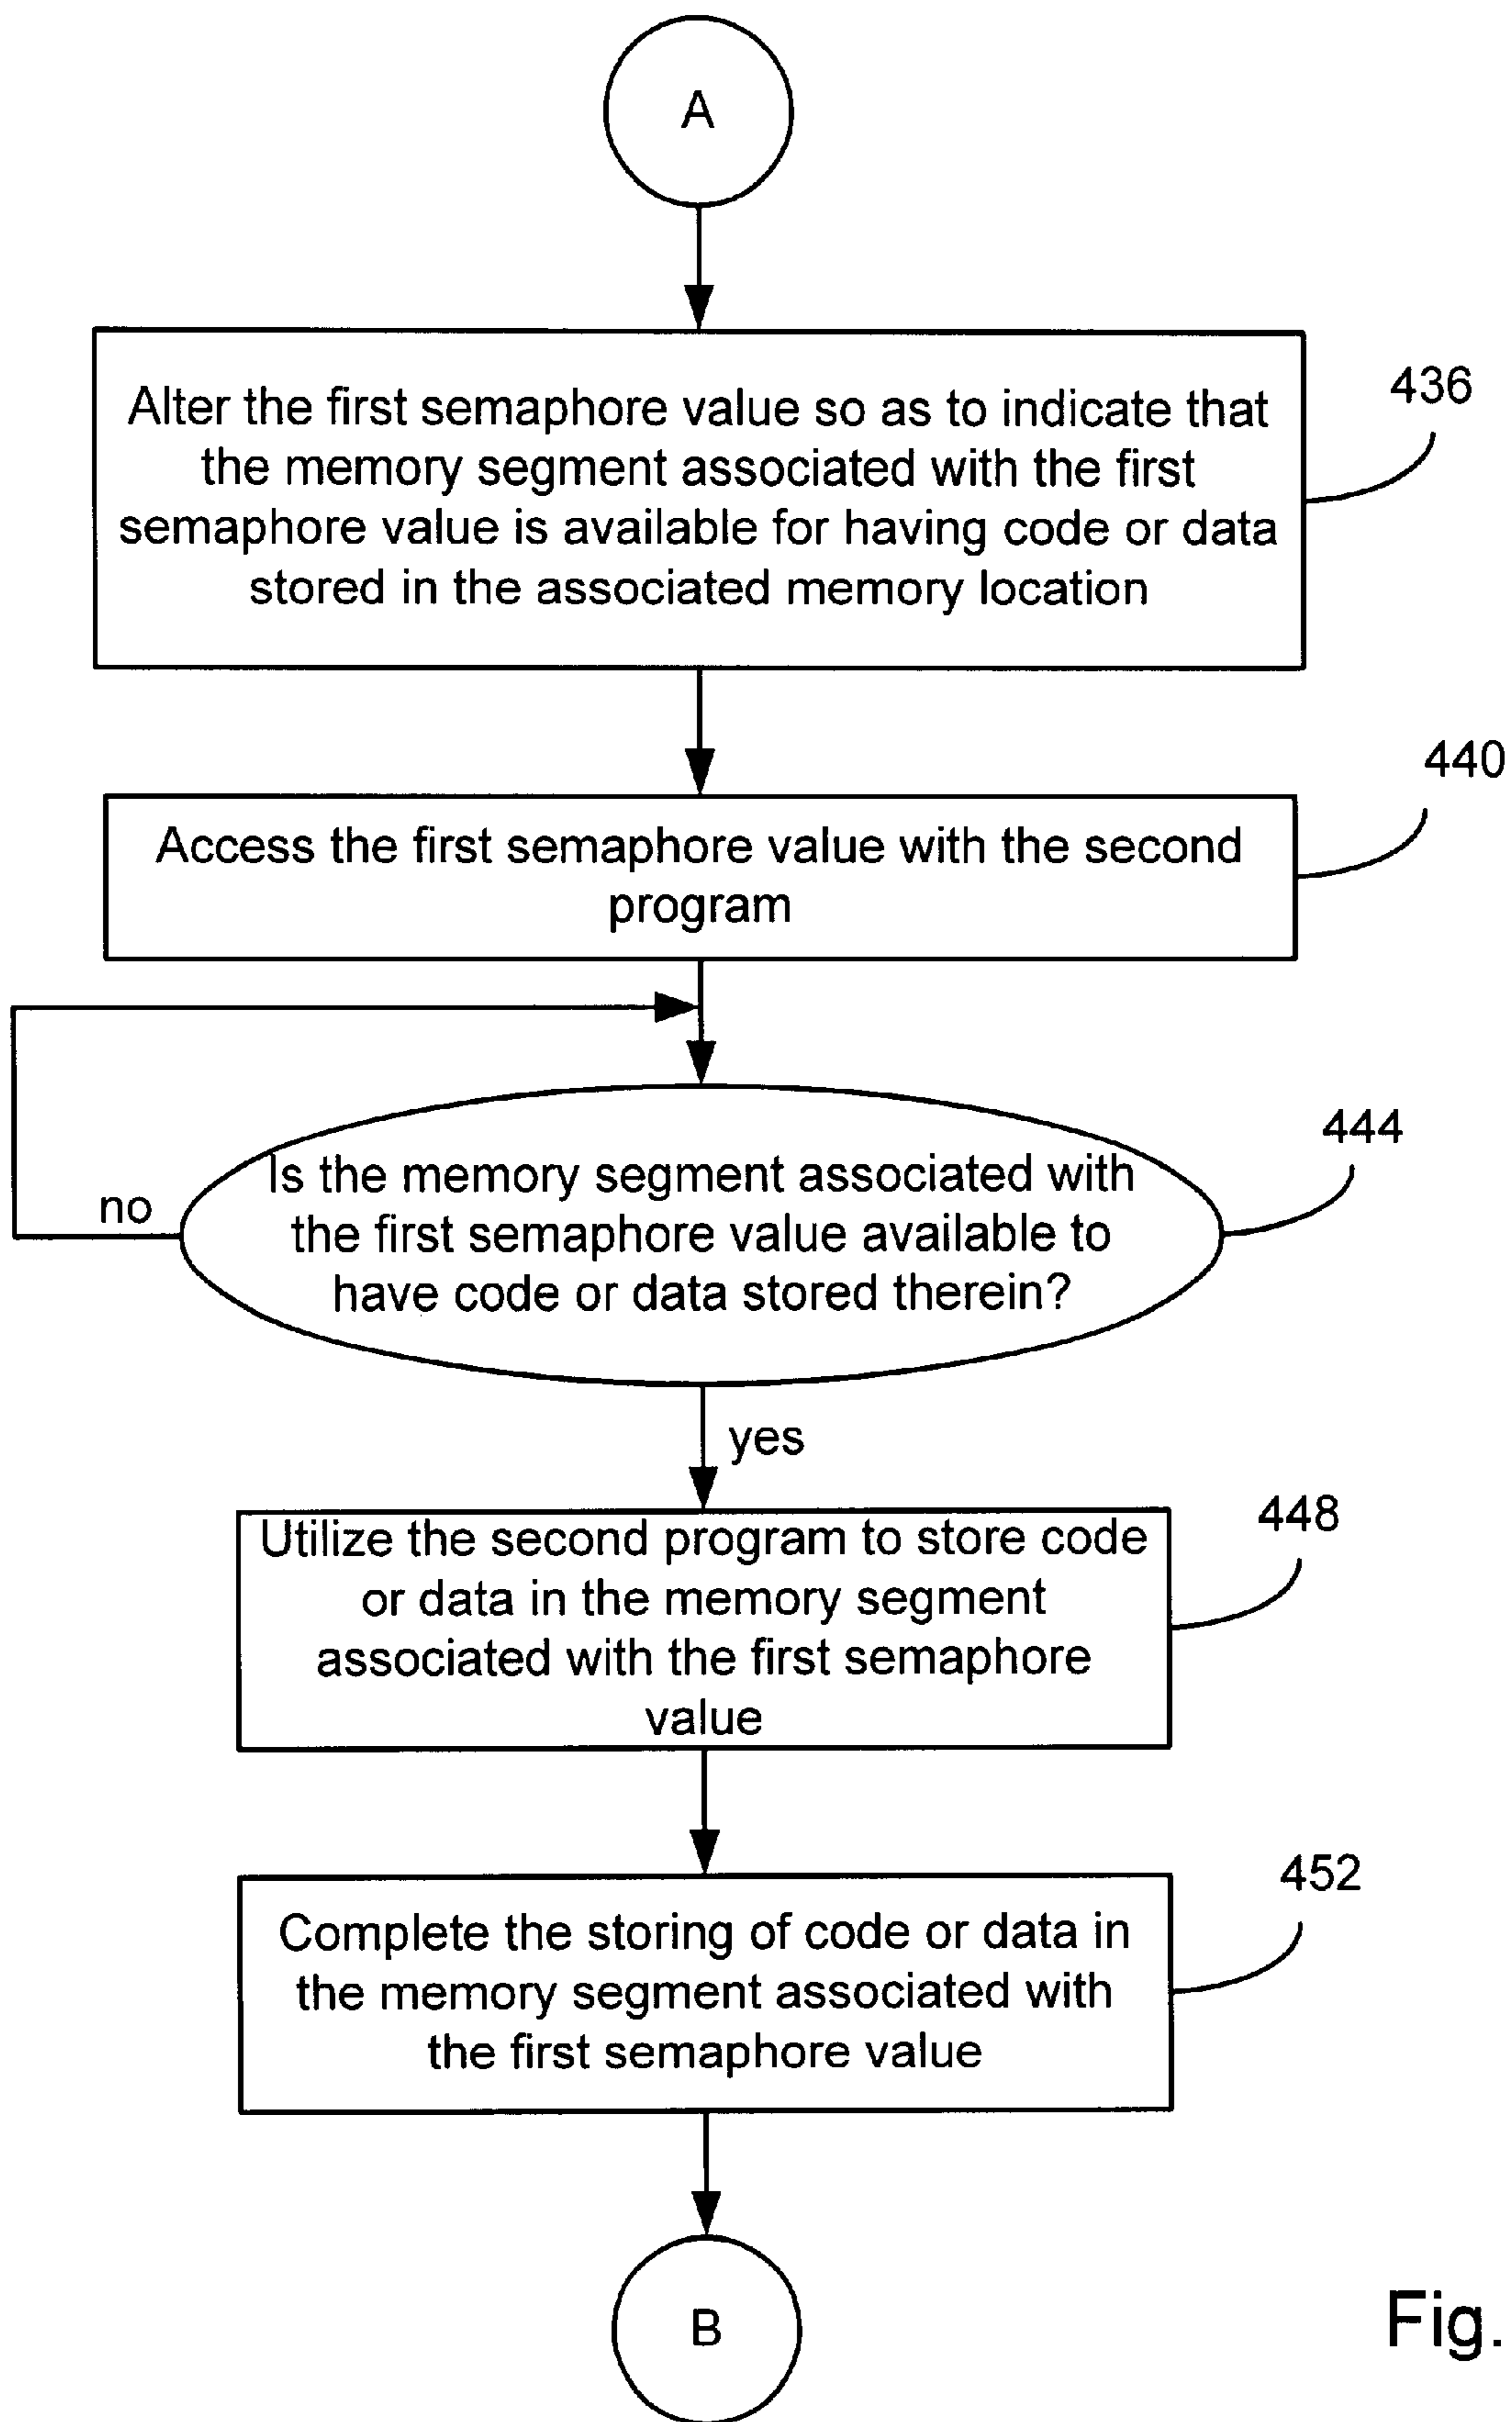 A
Alter the first semaphore value so as to indicate that
the memory segment associated with the first
semaphore value is available for having code or data
stored in the associated memory location
436
440
Access the first semaphore value with the second
program
444
no
Is the memory segment associated with
the first semaphore value available to
have code or data stored therein?
yes
448
Utilize the second program to store code
or data in the memory segment
associated with the first semaphore
value
452
Complete the storing of code or data in
the memory segment associated with
the first semaphore value
B
Fig.